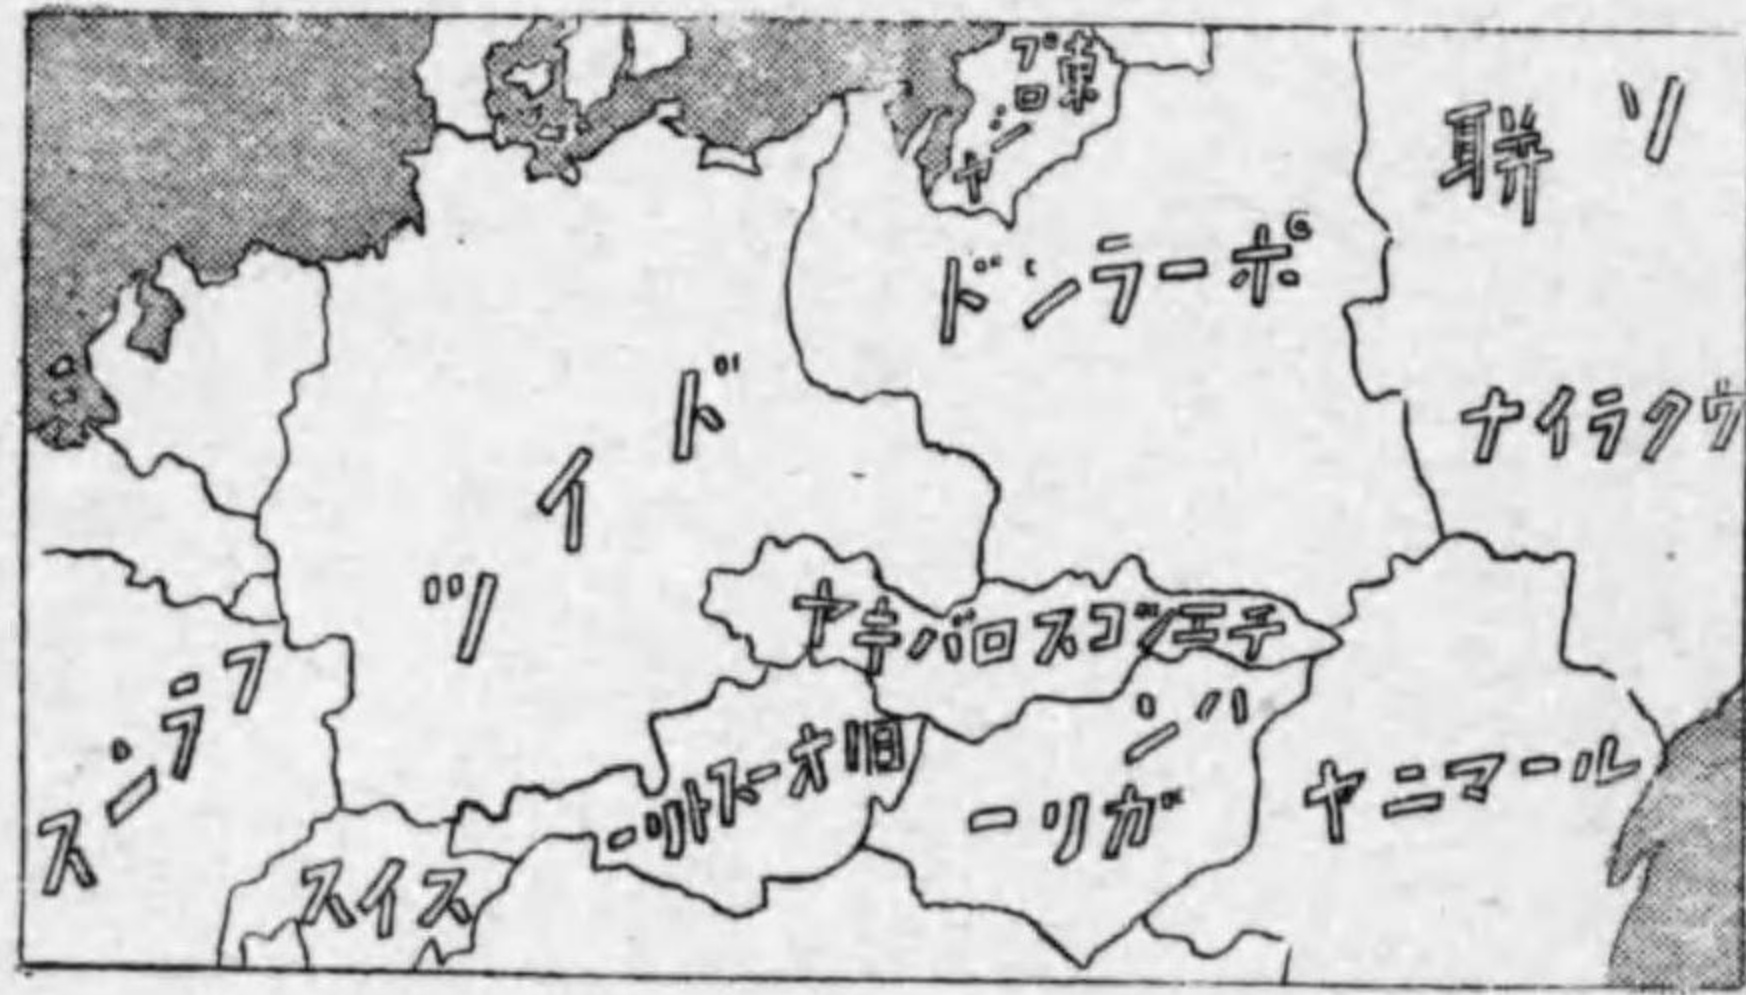 東プロシヤ
ソ聯
ポーランド
ウクライナ
ドイツ
チエツコスロバキヤ
フランス
旧オーストリー
ハン
ガリー
ルーマニヤ
スイス